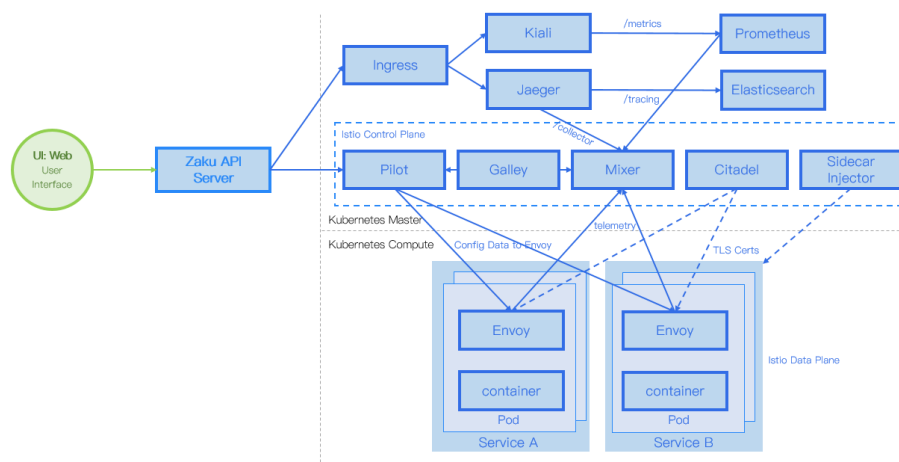 Kiali
/metrics
Prometheus
Ingress
Jaeger
/tracing
Elasticsearch
/collector
Istio Control Plane
UI: Web
User
Interface
Zaku API
Server
Pilot
Galley
Mixer
Citadel
Sidecar
Injector
Kubernetes Master
Kubernetes Compute
Config Data to Envoy
telemetry
TLS Certs
Envoy
Envoy
Istio Data Plane
container
container
Pod
Pod
Service A
Service B